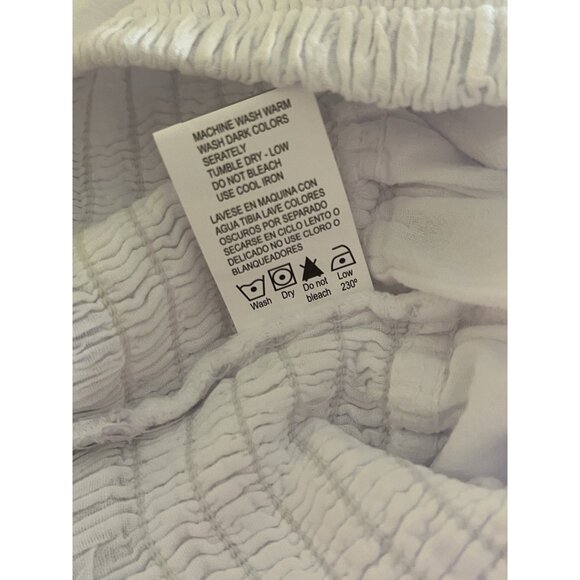 MACHINE WASH WARM
WASH DARK COLORS
SERATELY
TUMBLE DRY - LOW
DO NOT BLEACH
USE COOL IRON
LAVESE EN MAQUINA CON
AGUA TIBIA LAVE COLORES
OSCUROS POR SEPARADO
SECARSE EN CICLO LENTO O
DELICADO NO USE CLORO O
BLANQUEADORES
Wash Dry Do not bleach Low 230º